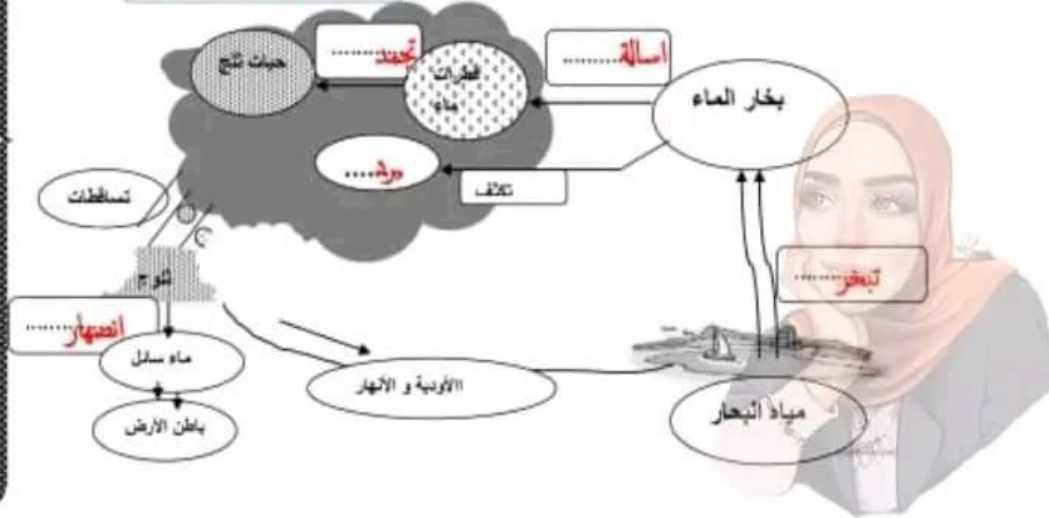 بخار الماء
اسالة.........
قطرات
ماء
تجمد.........
حبات ثلج
تكاثف
برد....
تساقطات
ثلوج
انصهار.........
ماء سائل
باطن الأرض
االأودية و الأنهار
مياه البحار
تبخر.........